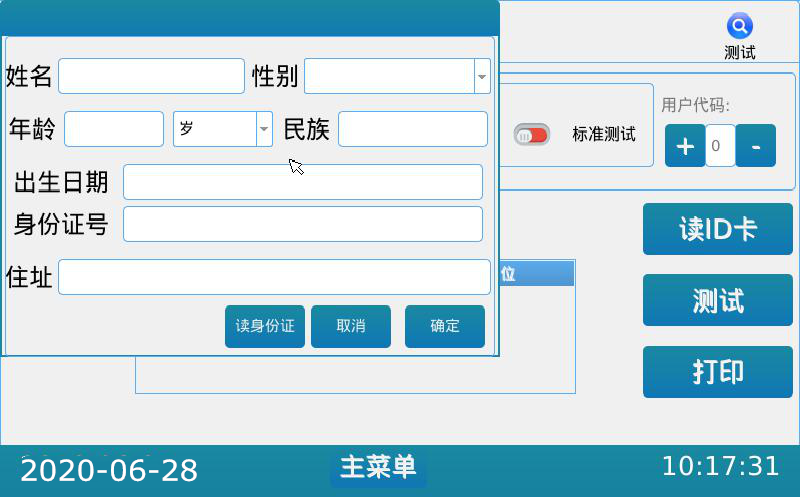 测试
姓名 性别
年龄 岁 民族
标准测试
用户代码:
+ 0 -
出生日期
身份证号
住址
位
读身份证 取消 确定
读ID卡
测试
打印
2020-06-28 主菜单 10:17:31